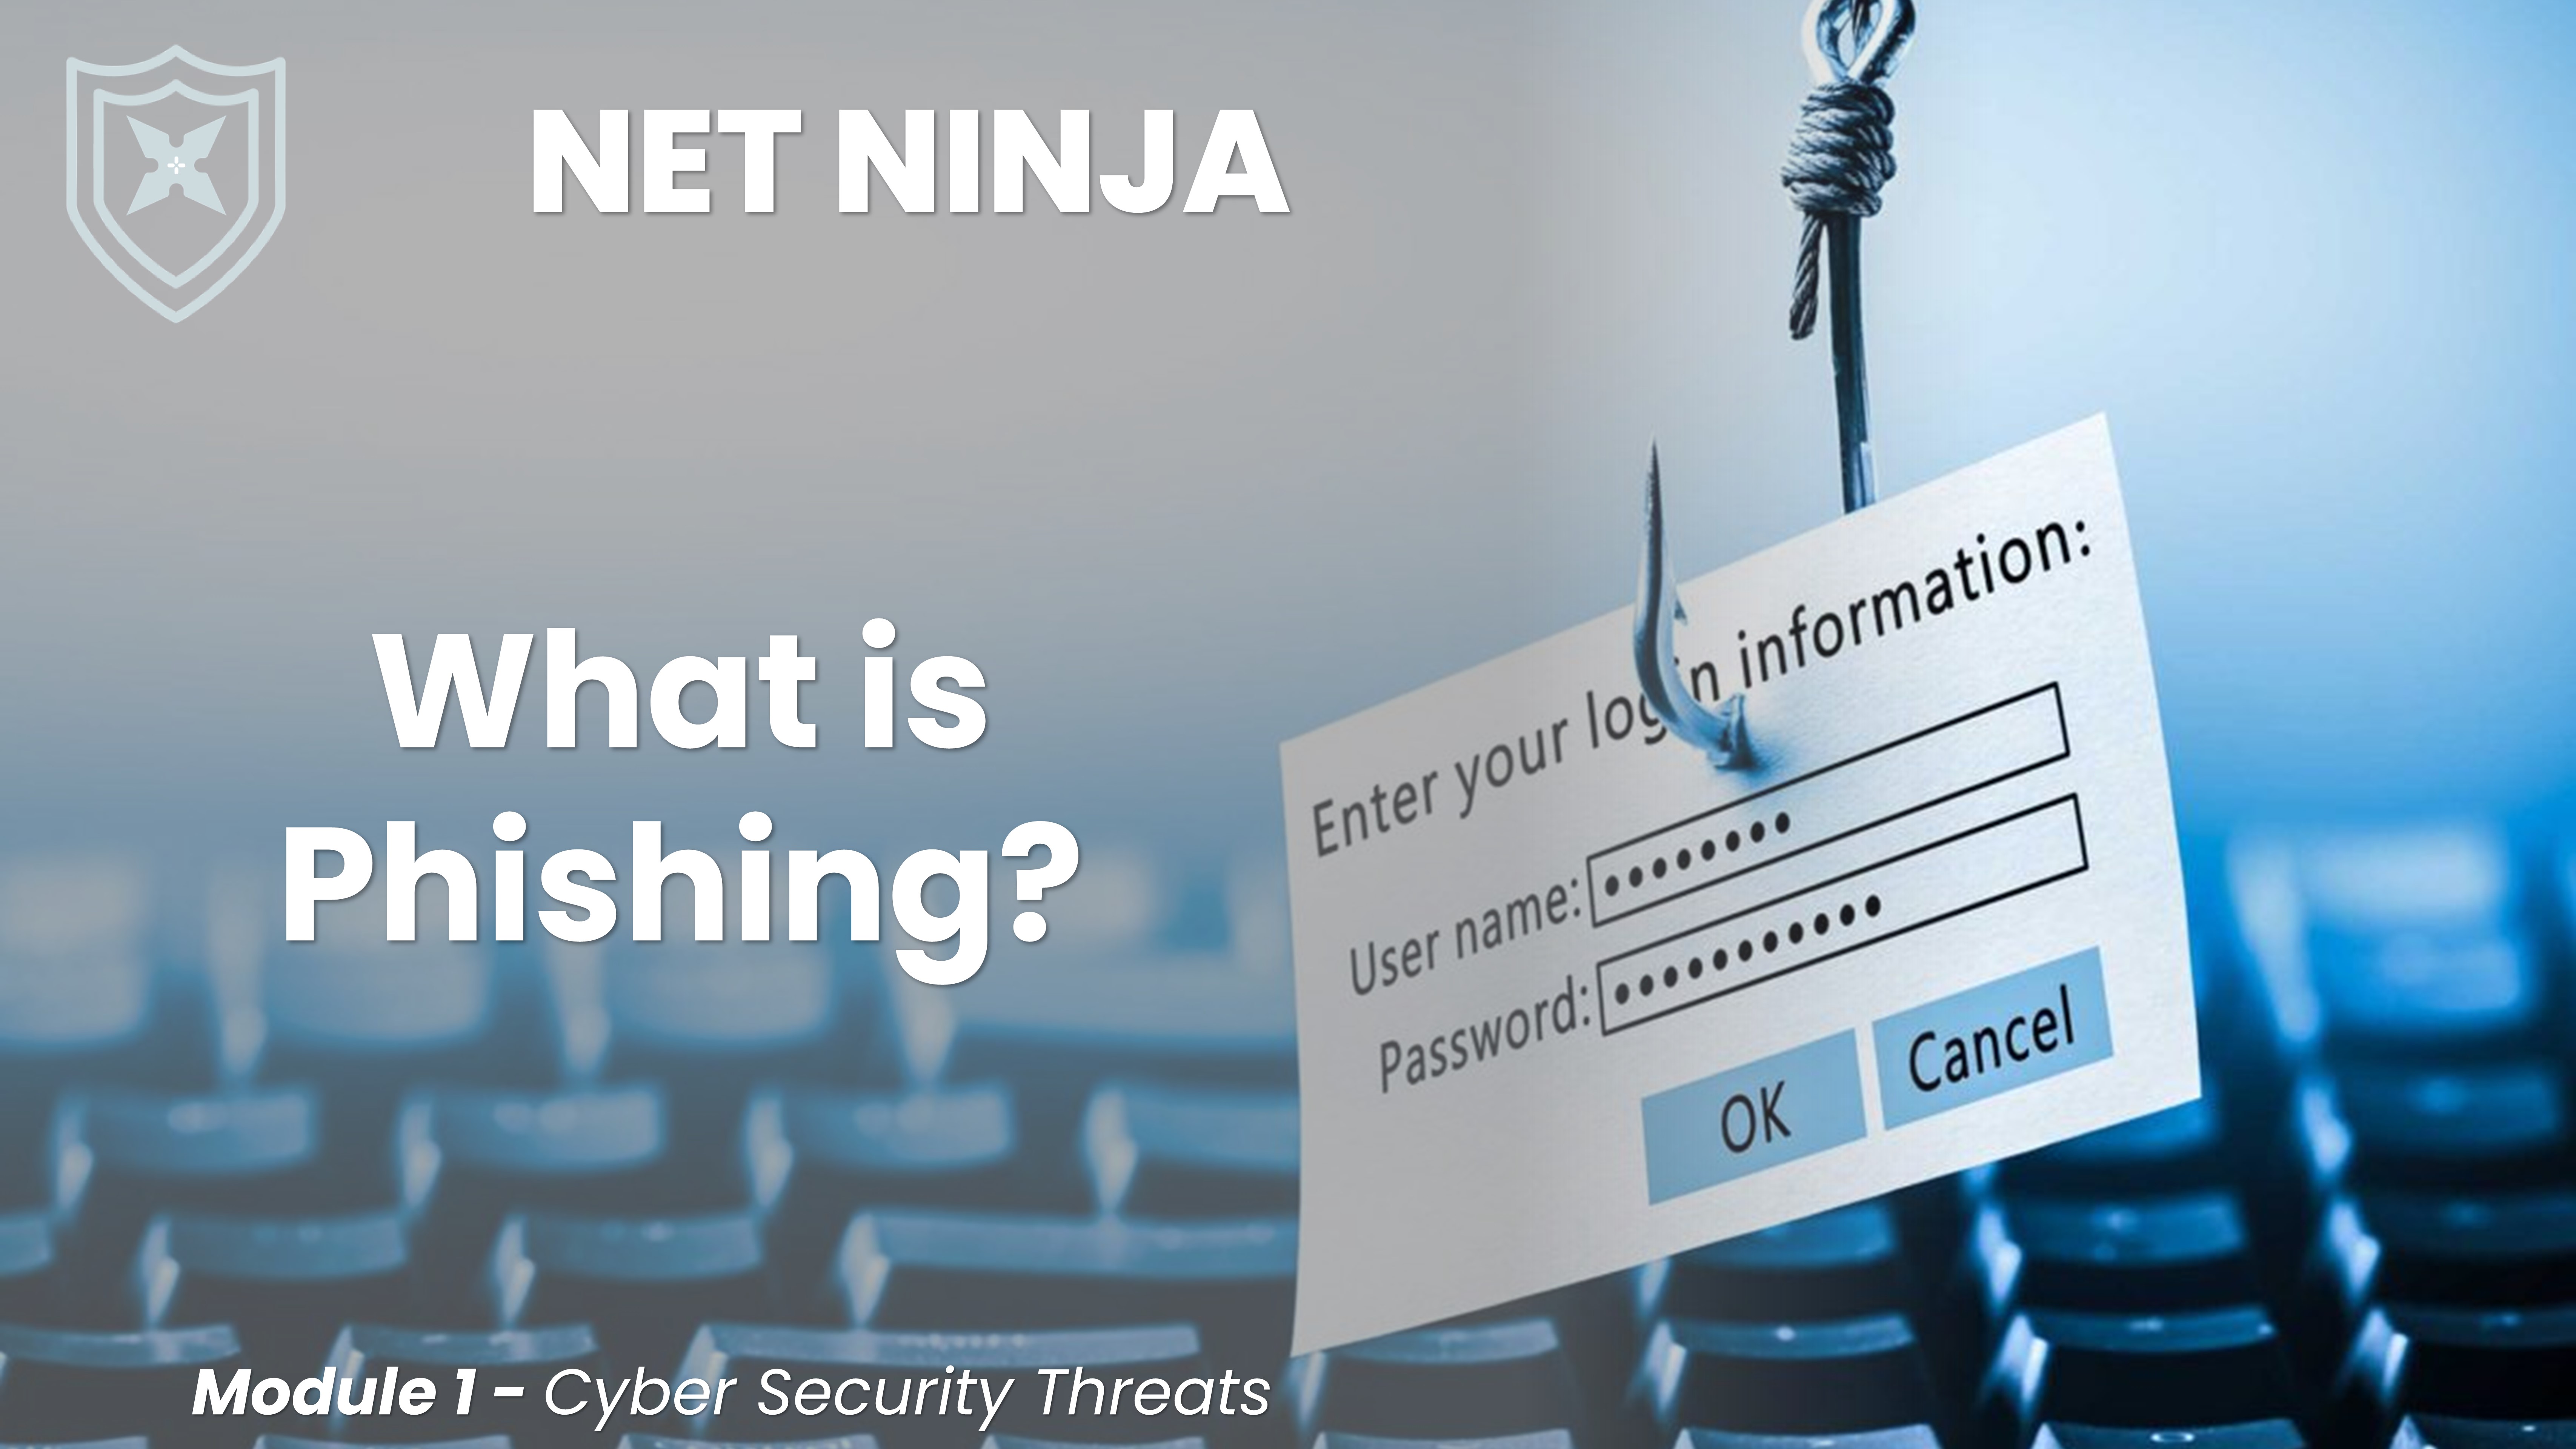 NET NINJA
What is
Phishing?
Enter your login information:
User name: ••••••••
Password: •••••••••••
OK Cancel
Module 1 - Cyber Security Threats